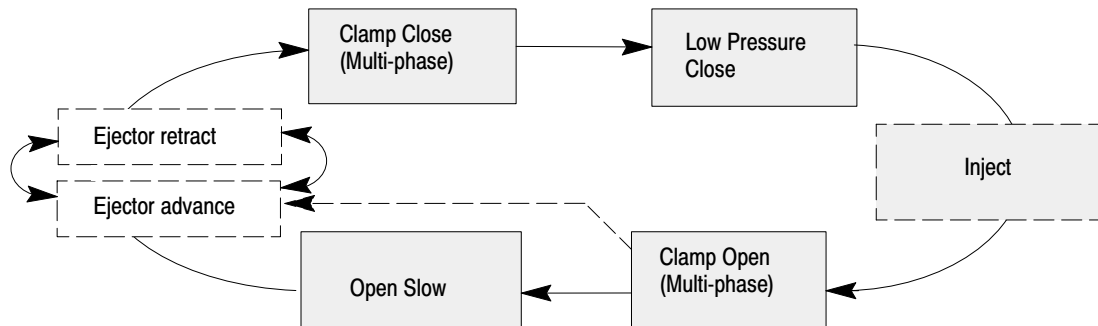 Clamp Close
(Multi-phase)
Low Pressure
Close
Ejector retract
Inject
Ejector advance
Clamp Open
(Multi-phase)
Open Slow